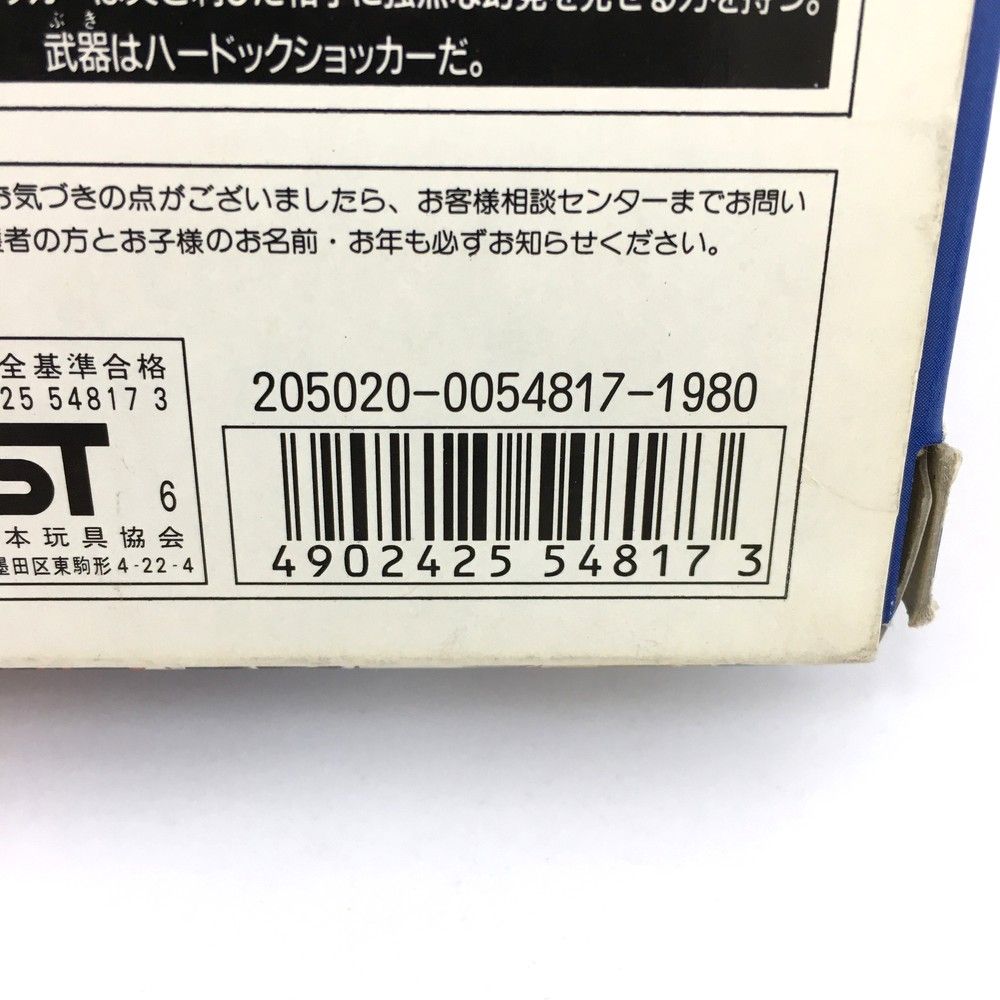 武器はハードックショッカーだ。
ぶき
お気づきの点がございましたら、お客様相談センターまでお問い
者の方とお子様のお名前・お年も必ずお知らせください。
全基準合格
25 54817 3
ST 6
本玩具協会
墨田区東駒形4-22-4
205020-0054817-1980
4902425 54817 3